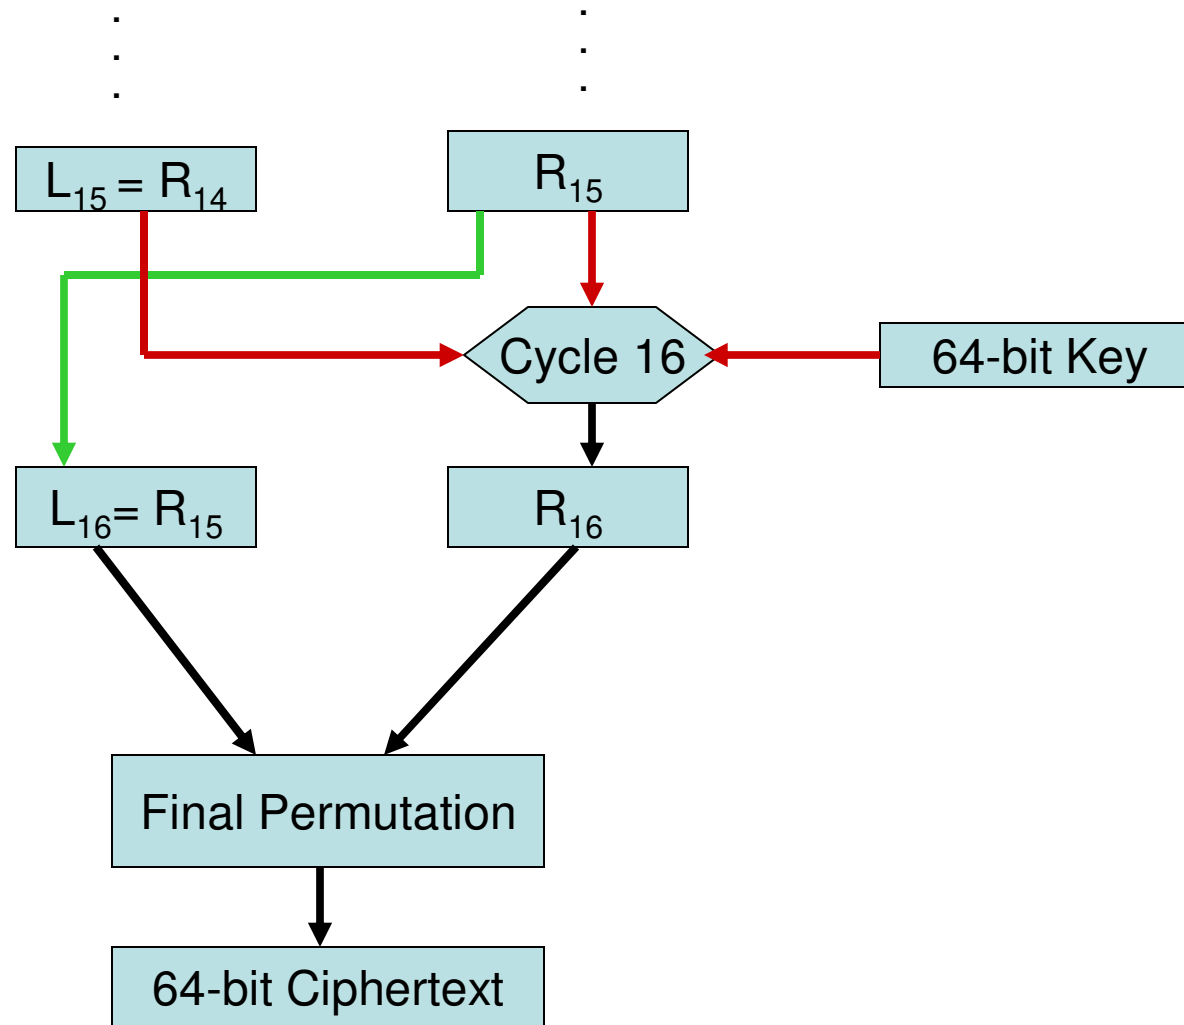 . .
. .
. .
L₁₅ = R₁₄
R₁₅
Cycle 16
64-bit Key
L₁₆= R₁₅
R₁₆
Final Permutation
64-bit Ciphertext